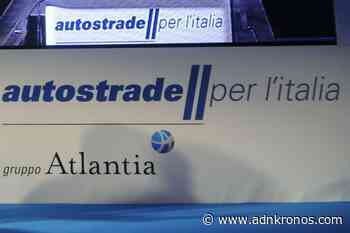 autostrade per l'italia
autostrade per l'italia
gruppo Atlantia
www.adnkronos.com